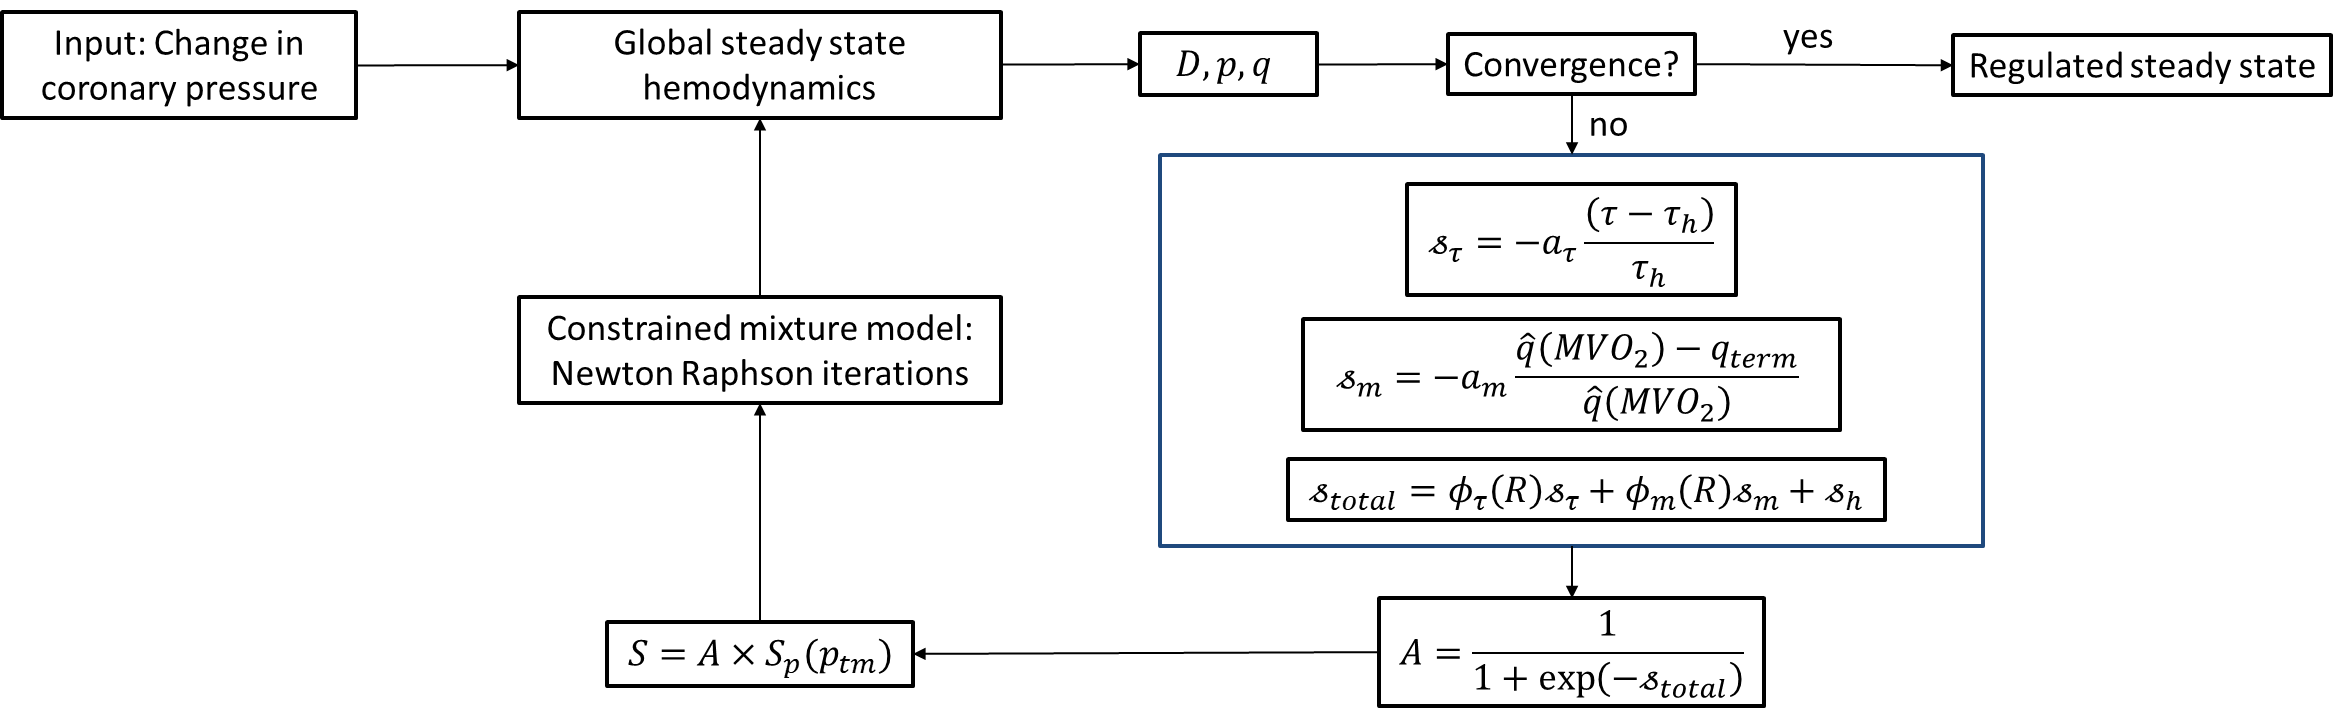 Input: Change in
coronary pressure
Global steady state
hemodynamics
D, p, q
Convergence?
yes
Regulated steady state
no
𝓈_τ = −a_τ (τ − τ_h) / τ_h
Constrained mixture model:
Newton Raphson iterations
𝓈_m = −a_m (q̂(MVO₂) − q_term) / q̂(MVO₂)
𝓈_total = ϕ_τ(R)𝓈_τ + ϕ_m(R)𝓈_m + 𝓈_h
S = A × S_p(p_tm)
A = 1 / (1 + exp(−𝓈_total))